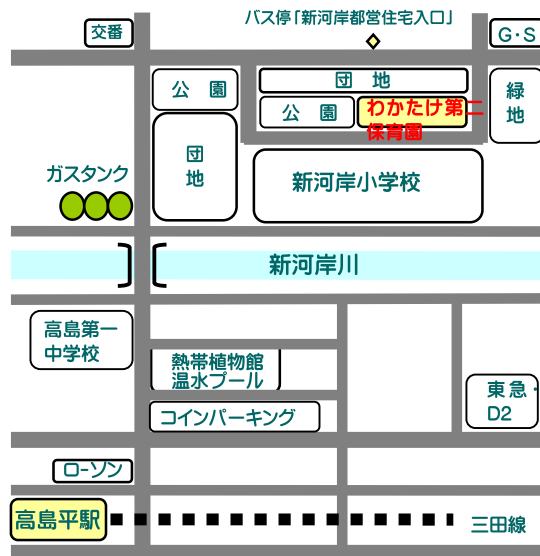 バス停「新河岸都営住宅入口」
交番
G・S
団 地
公 園
公 園
わかたけ第二
保育園
緑
地
団
地
新河岸小学校
ガスタンク
新河岸川
高島第一
中学校
熱帯植物館
温水プール
東急・
D2
コインパーキング
ローソン
高島平駅
三田線